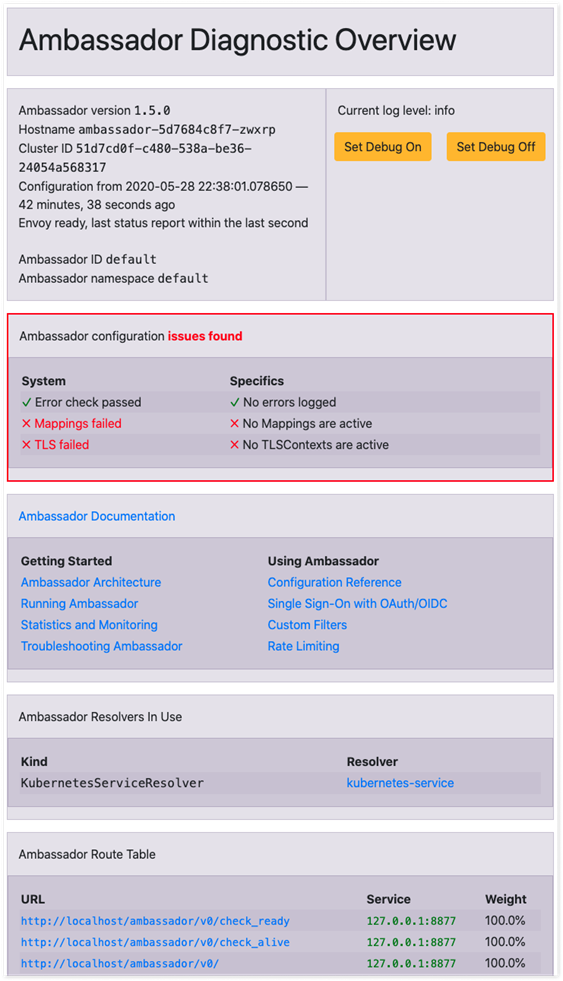 Ambassador Diagnostic Overview
Ambassador version 1.5.0
Hostname ambassador-5d7684c8f7-zwxrp
Cluster ID 51d7cd0f-c480-538a-be36-
24054a568317
Configuration from 2020-05-28 22:38:01.078650 —
42 minutes, 38 seconds ago
Envoy ready, last status report within the last second
Ambassador ID default
Ambassador namespace default
Current log level: info
Set Debug On Set Debug Off
Ambassador configuration issues found
System Specifics
✓ Error check passed ✓ No errors logged
✕ Mappings failed ✕ No Mappings are active
✕ TLS failed ✕ No TLSContexts are active
Ambassador Documentation
Getting Started Using Ambassador
Ambassador Architecture Configuration Reference
Running Ambassador Single Sign-On with OAuth/OIDC
Statistics and Monitoring Custom Filters
Troubleshooting Ambassador Rate Limiting
Ambassador Resolvers In Use
Kind Resolver
KubernetesServiceResolver kubernetes-service
Ambassador Route Table
URL Service Weight
http://localhost/ambassador/v0/check_ready 127.0.0.1:8877 100.0%
http://localhost/ambassador/v0/check_alive 127.0.0.1:8877 100.0%
http://localhost/ambassador/v0/ 127.0.0.1:8877 100.0%